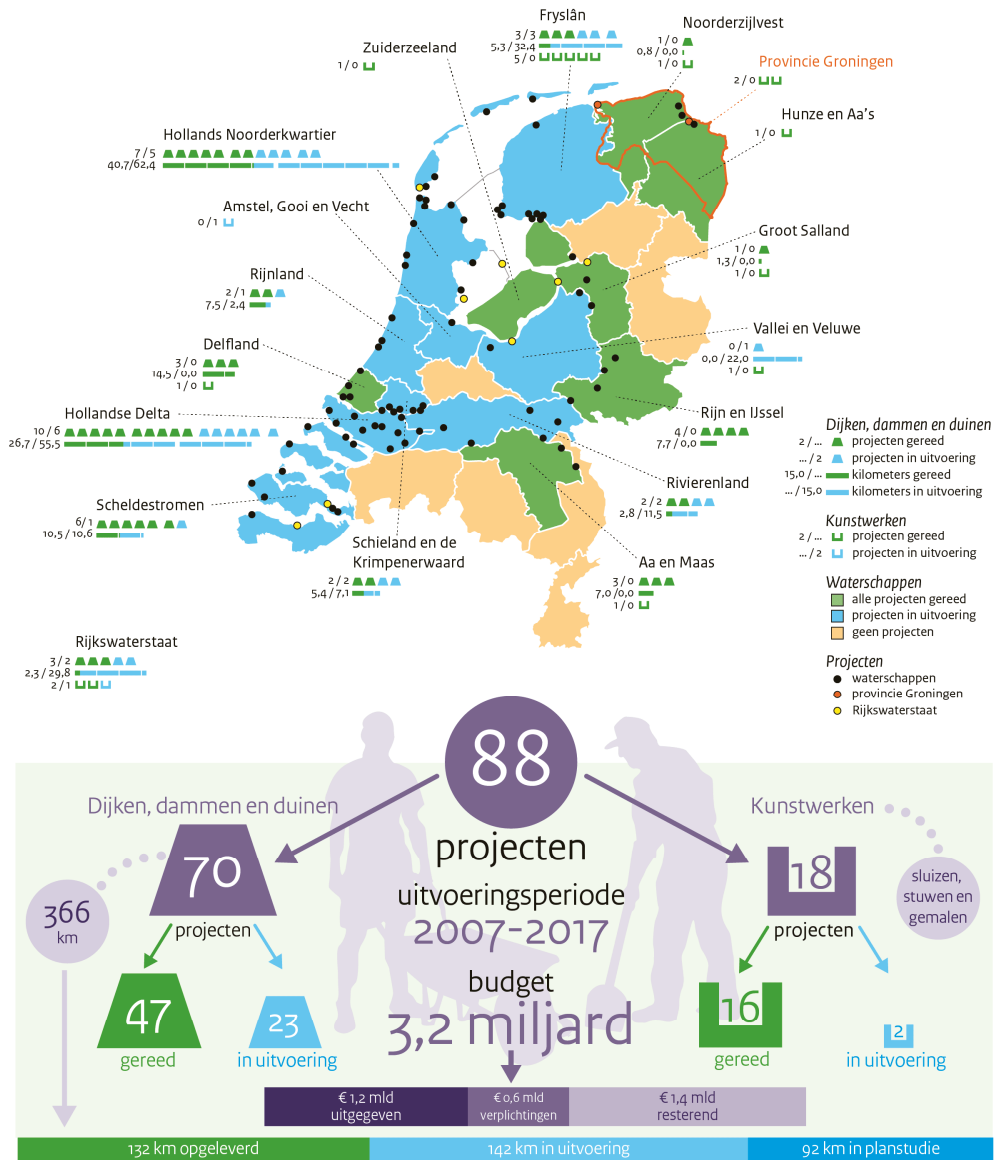 Fryslân
3 / 3
5,3 / 32,4
5 / 0
Noorderzijlvest
1 / 0
0,8 / 0,0
1 / 0
Zuiderzeeland
1 / 0
Provincie Groningen
2 / 0
Hunze en Aa's
1 / 0
Hollands Noorderkwartier
7 / 5
40,7/62,4
Amstel, Gooi en Vecht
0 / 1
Groot Salland
1 / 0
1,3 / 0,0
1 / 0
Rijnland
2 / 1
7,5 / 2,4
Vallei en Veluwe
0 / 1
0,0 / 22,0
1 / 0
Delfland
3 / 0
14,5 / 0,0
1 / 0
Hollandse Delta
10 / 6
26,7 / 55,5
Rijn en IJssel
4 / 0
7,7 / 0,0
Rivierenland
2 / 2
2,8 / 11,5
Scheldestromen
6/ 1
10,5 / 10,6
Schieland en de
Krimpenerwaard
2 / 2
5,4 / 7,1
Aa en Maas
3 / 0
7,0/0,0
1 / 0
Rijkswaterstaat
3 / 2
2,3 / 29,8
2 / 1
Dijken, dammen en duinen
2 / ... projecten gereed
... / 2 projecten in uitvoering
15,0 / ... kilometers gereed
... / 15,0 kilometers in uitvoering
Kunstwerken
2 / ... projecten gereed
... / 2 projecten in uitvoering
Waterschappen
alle projecten gereed
projecten in uitvoering
geen projecten
Projecten
waterschappen
provincie Groningen
Rijkswaterstaat
88
projecten
uitvoeringsperiode
2007-2017
budget
3,2 miljard
Dijken, dammen en duinen
70
projecten
366
km
47
gereed
23
in uitvoering
Kunstwerken
18
projecten
sluizen,
stuwen en
gemalen
16
gereed
2
in uitvoering
€ 1,2 mld
uitgegeven
€ 0,6 mld
verplichtingen
€ 1,4 mld
resterend
132 km opgeleverd
142 km in uitvoering
92 km in planstudie